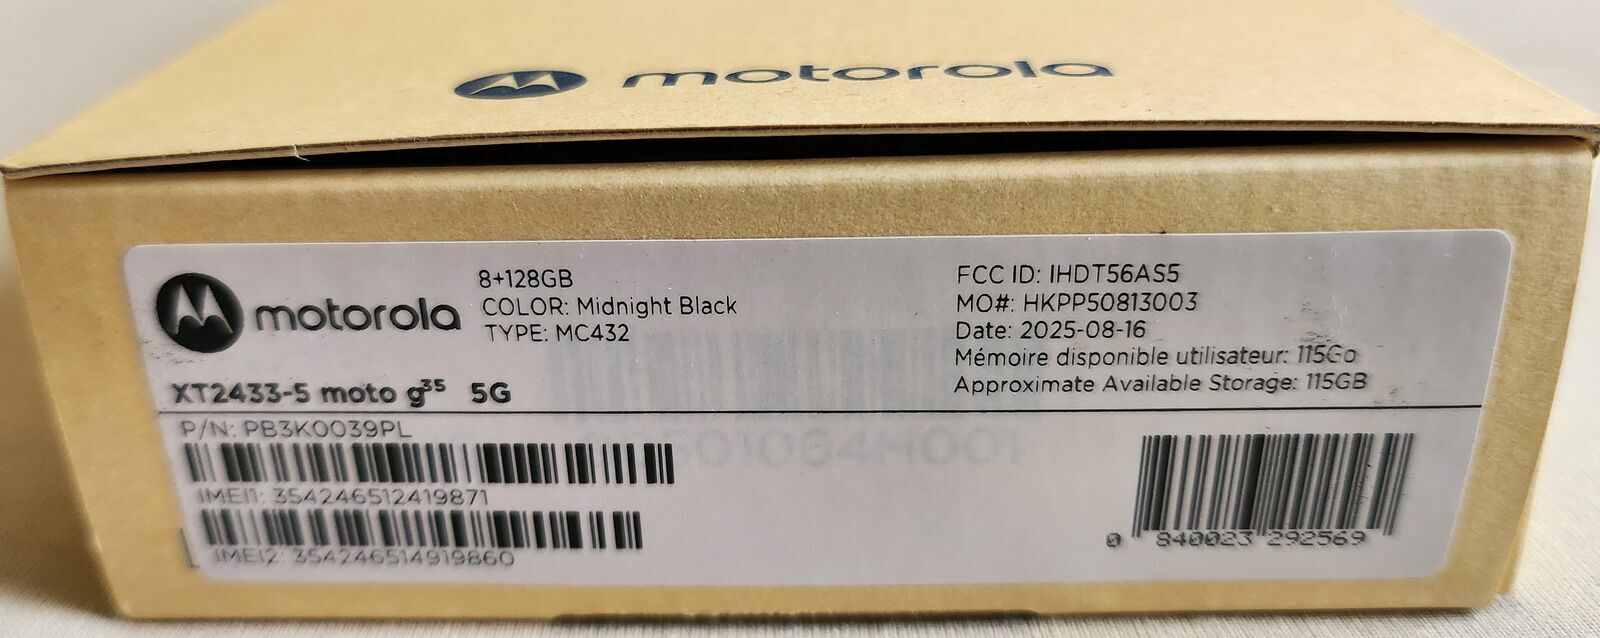 motorola
motorola
8+128GB
COLOR: Midnight Black
TYPE: MC432
XT2433-5 moto g35 5G
FCC ID: IHDT56AS5
MO#: HKPP50813003
Date: 2025-08-16
Mémoire disponible utilisateur: 115Go
Approximate Available Storage: 115GB
P/N: PB3K0039PL
IMEI1: 354246512419871
IMEI2: 354246514919860
0 840023 292569